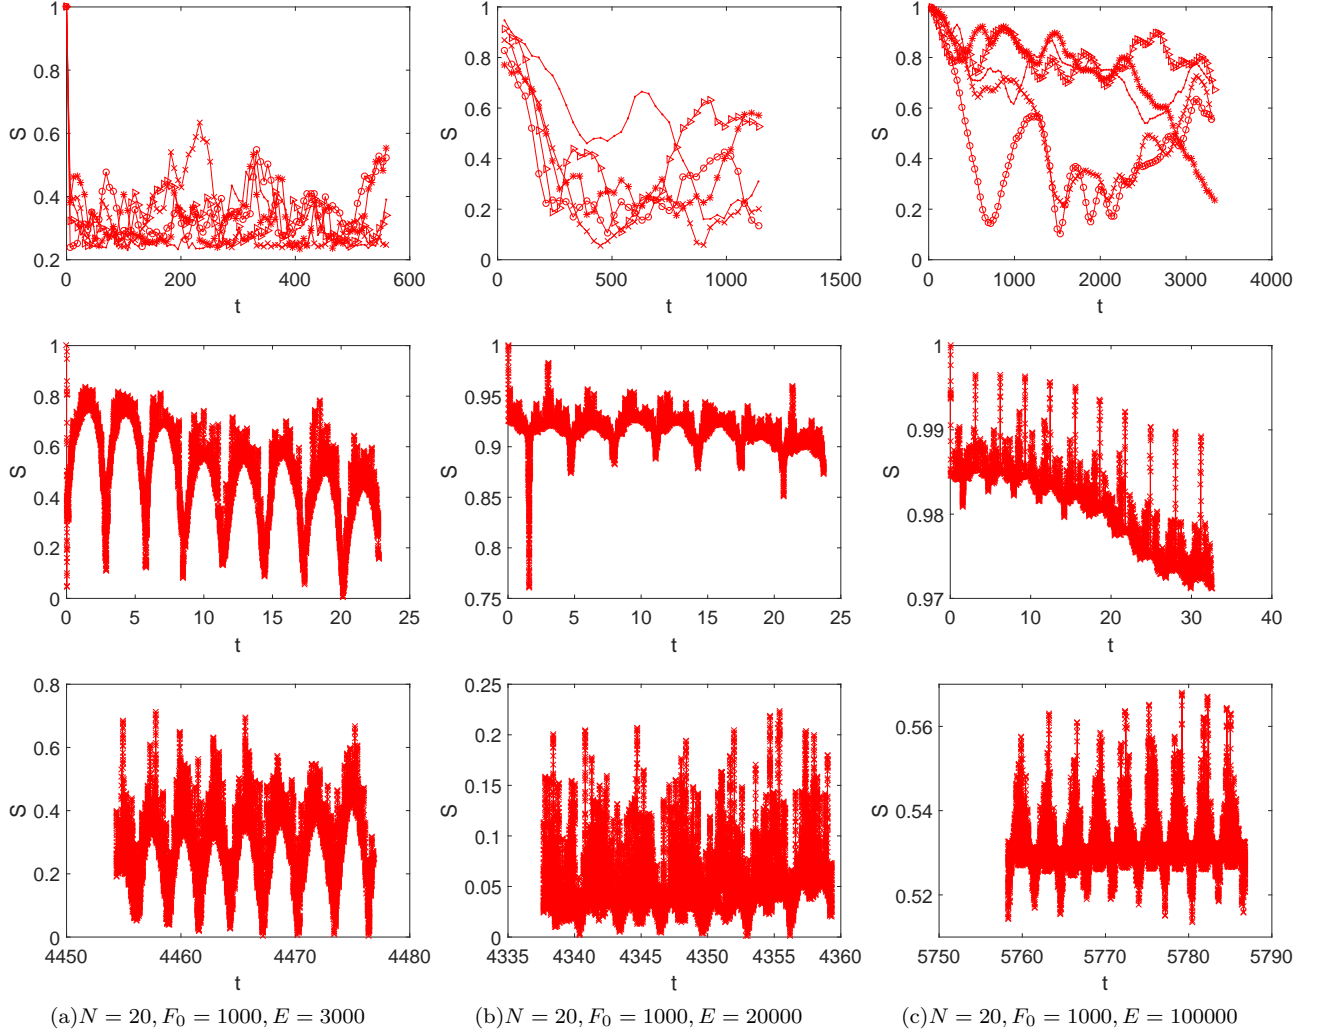 1
0.8
0.6
0.4
0.2
0 200 400 600
S
t
1
0.8
0.6
0.4
0.2
0
0 500 1000 1500
S
t
1
0.8
0.6
0.4
0.2
0
0 1000 2000 3000 4000
S
t
1
0.8
0.6
0.4
0.2
0
0 5 10 15 20 25
S
t
1
0.95
0.9
0.85
0.8
0.75
0 5 10 15 20 25
S
t
1
0.99
0.98
0.97
0 10 20 30 40
S
t
0.8
0.6
0.4
0.2
0
4450 4460 4470 4480
S
t
0.25
0.2
0.15
0.1
0.05
0
4335 4340 4345 4350 4355 4360
S
t
0.56
0.54
0.52
5750 5760 5770 5780 5790
S
t
(a)N = 20, F₀ = 1000, E = 3000
(b)N = 20, F₀ = 1000, E = 20000
(c)N = 20, F₀ = 1000, E = 100000